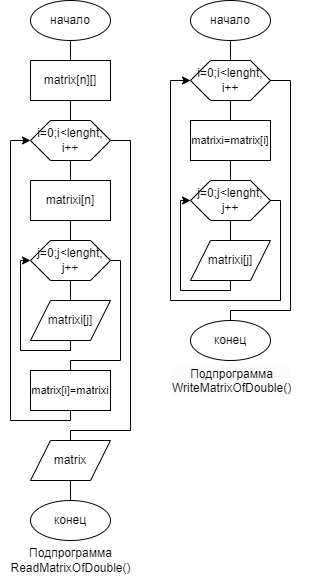 начало
matrix[n][]
i=0;i<lenght;
i++
matrixi[n]
j=0;j<lenght;
j++
matrixi[j]
matrix[i]=matrixi
matrix
конец
Подпрограмма
ReadMatrixOfDouble()
начало
i=0;i<lenght;
i++
matrixi=matrix[i]
j=0;j<lenght;
j++
matrixi[j]
конец
Подпрограмма
WriteMatrixOfDouble()